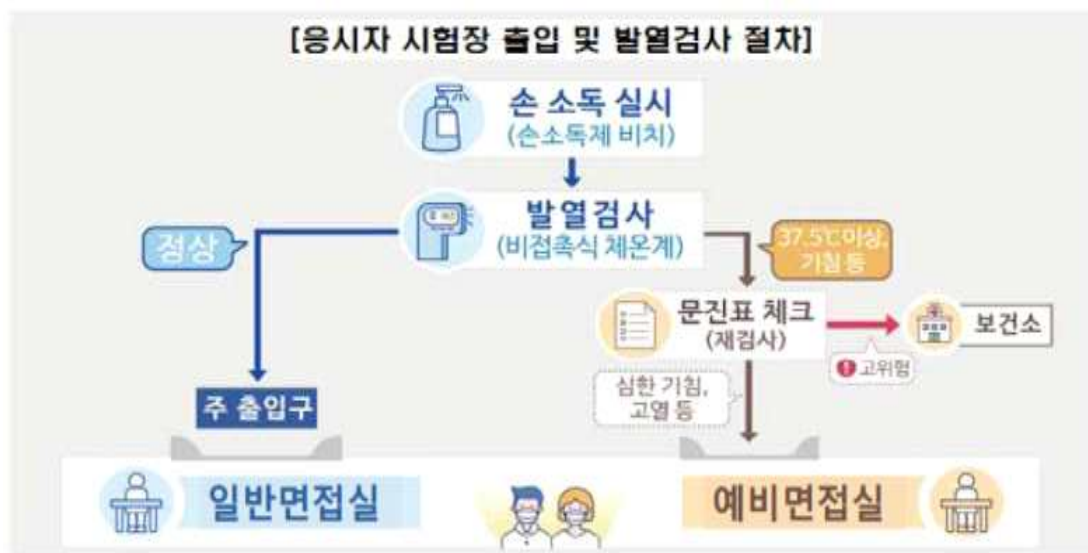 [응시자 시험장 출입 및 발열검사 절차]
손 소독 실시
(손소독제 비치)
발열검사
(비접촉식 체온계)
정상
37.5℃이상,
기침 등
문진표 체크
(재검사)
보건소
고위험
심한 기침,
고열 등
주 출입구
일반면접실
예비면접실